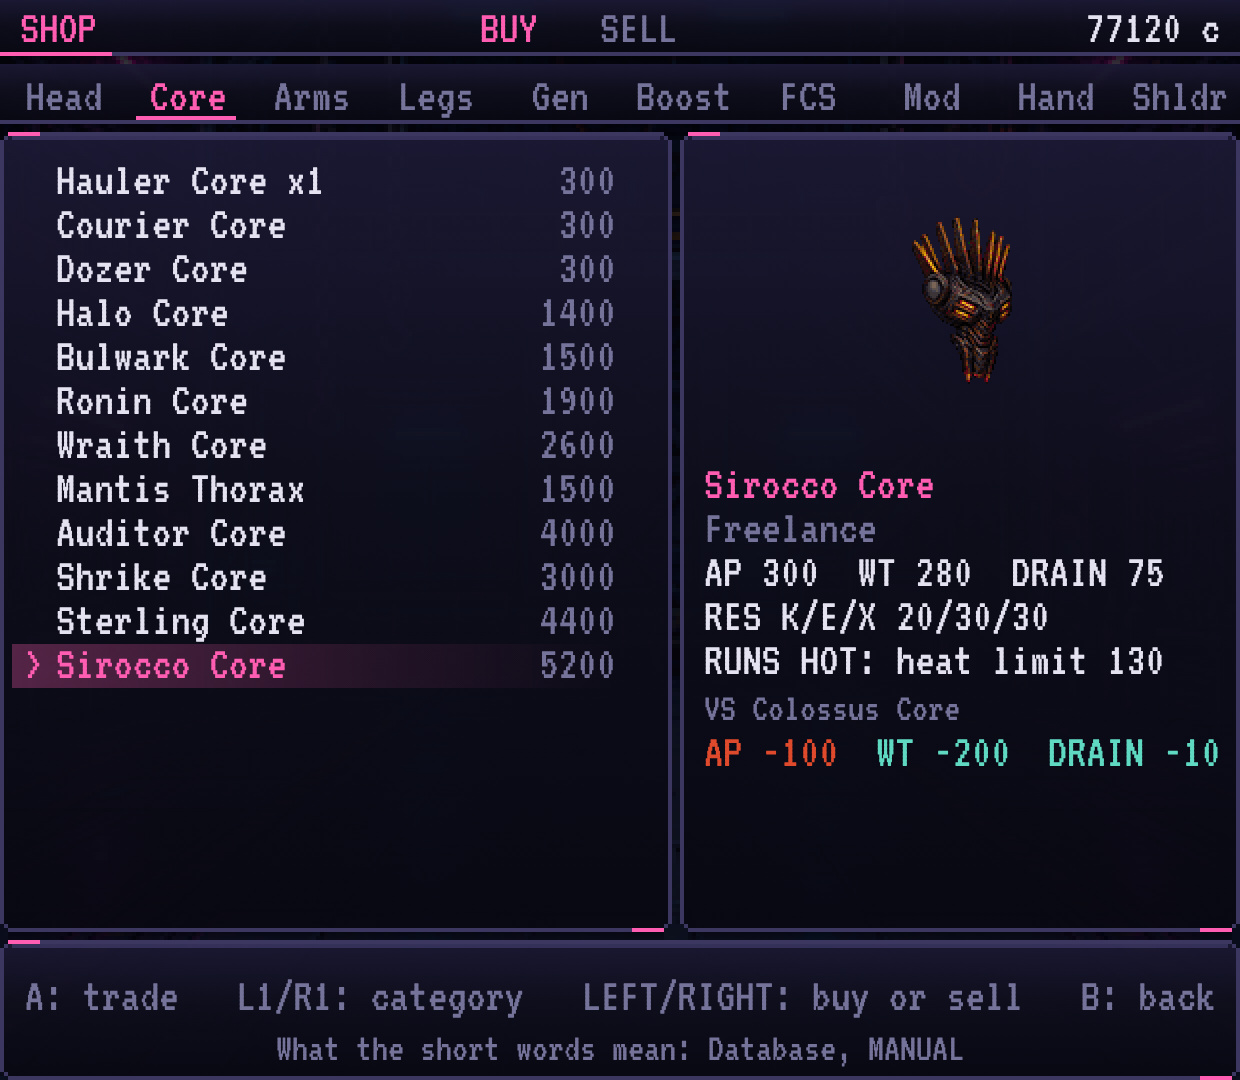 SHOP BUY SELL 77120 c
Head Core Arms Legs Gen Boost FCS Mod Hand Shldr
Hauler Core x1 300
Courier Core 300
Dozer Core 300
Halo Core 1400
Bulwark Core 1500
Ronin Core 1900
Wraith Core 2600
Mantis Thorax 1500
Auditor Core 4000
Shrike Core 3000
Sterling Core 4400
> Sirocco Core 5200
Sirocco Core
Freelance
AP 300 WT 280 DRAIN 75
RES K/E/X 20/30/30
RUNS HOT: heat limit 130
VS Colossus Core
AP -100 WT -200 DRAIN -10
A: trade L1/R1: category LEFT/RIGHT: buy or sell B: back
What the short words mean: Database, MANUAL